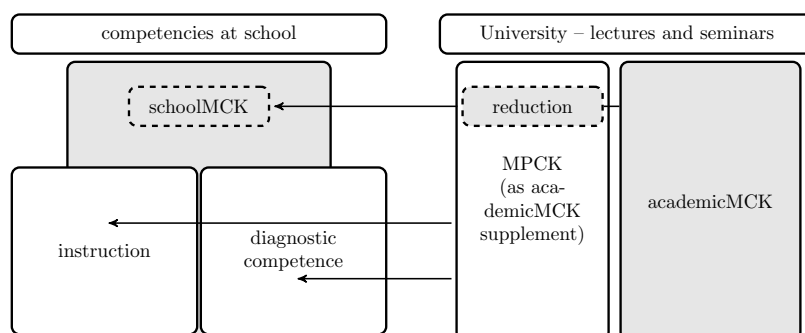 competencies at school
University – lectures and seminars
schoolMCK
reduction
MPCK
(as aca-
demicMCK
supplement)
academicMCK
instruction
diagnostic
competence